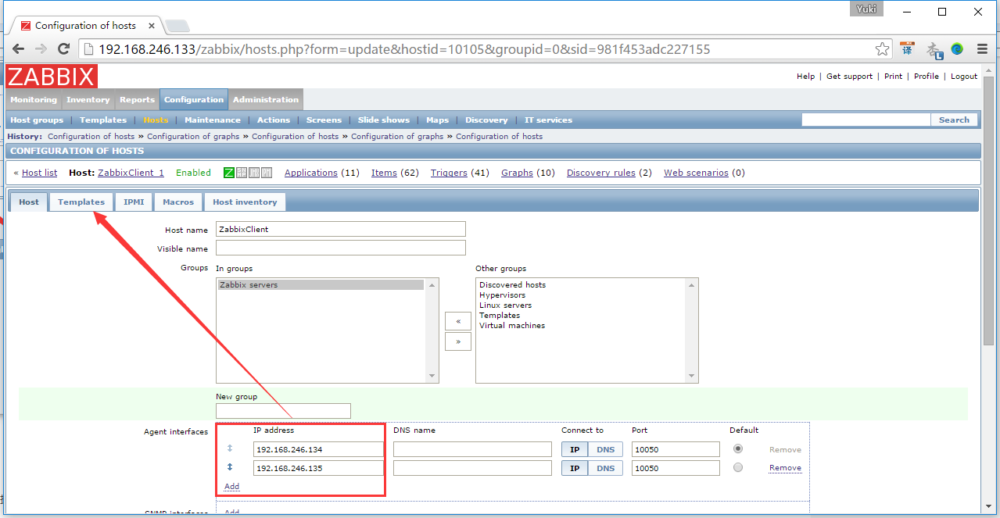 Yuki
Configuration of hosts
192.168.246.133/zabbix/hosts.php?form=update&hostid=10105&groupid=0&sid=981f453adc227155
译
ZABBIX
Help | Get support | Print | Profile | Logout
Monitoring Inventory Reports Configuration Administration
Host groups | Templates | Hosts | Maintenance | Actions | Screens | Slide shows | Maps | Discovery | IT services Search
History: Configuration of hosts » Configuration of graphs » Configuration of hosts » Configuration of graphs » Configuration of hosts
CONFIGURATION OF HOSTS
« Host list Host: ZabbixClient_1 Enabled Z Applications (11) Items (62) Triggers (41) Graphs (10) Discovery rules (2) Web scenarios (0)
Host Templates IPMI Macros Host inventory
Host name ZabbixClient
Visible name
Groups In groups Other groups
Zabbix servers Discovered hosts
Hypervisors
Linux servers
Templates
Virtual machines
«
»
New group
Agent interfaces IP address DNS name Connect to Port Default
192.168.246.134 IP DNS 10050 Remove
192.168.246.135 IP DNS 10050 Remove
Add
SNMP interfaces Add